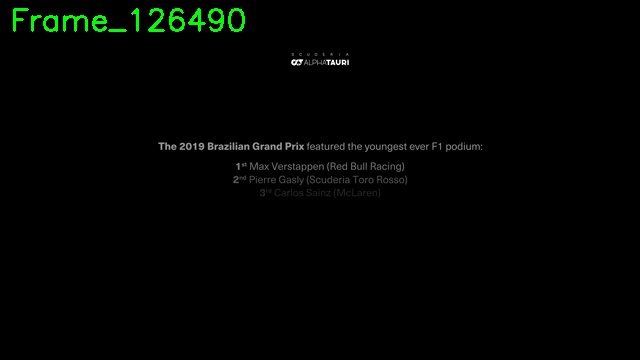 Frame_126490
SCUDERIA
ALPHATAURI
The 2019 Brazilian Grand Prix featured the youngest ever F1 podium:
1st Max Verstappen (Red Bull Racing)
2nd Pierre Gasly (Scuderia Toro Rosso)
3rd Carlos Sainz (McLaren)